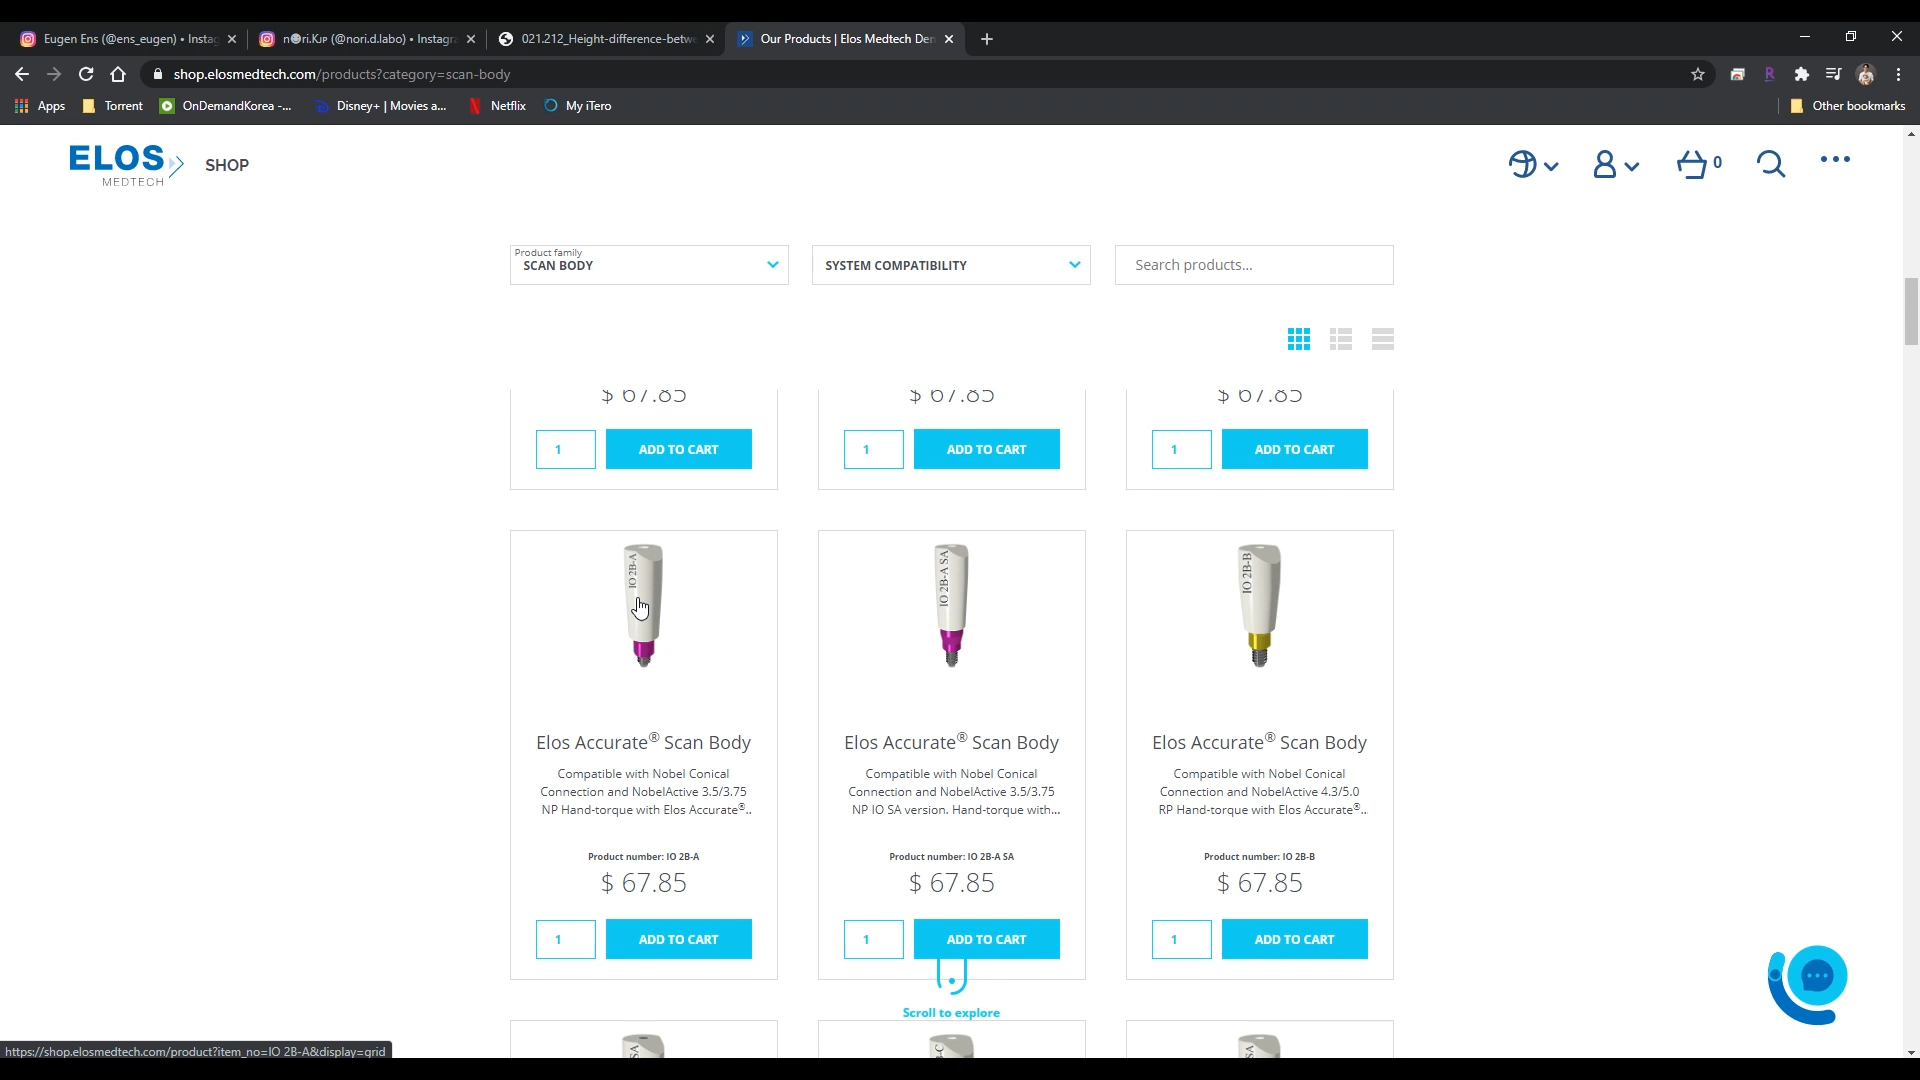 Eugen Ens (@ens_eugen) • Instag
n☻ri.KJP (@nori.d.labo) • Instagr
021.212_Height-difference-betwe
Our Products | Elos Medtech Den
shop.elosmedtech.com/products?category=scan-body
Apps
Torrent
OnDemandKorea -...
Disney+ | Movies a...
Netflix
My iTero
Other bookmarks
ELOS
MEDTECH
SHOP
0
Product family
SCAN BODY
SYSTEM COMPATIBILITY
Search products...
$ 67.85
$ 67.85
$ 67.85
1
ADD TO CART
1
ADD TO CART
1
ADD TO CART
IO 2B-A
IO 2B-A SA
IO 2B-B
Elos Accurate® Scan Body
Compatible with Nobel Conical
Connection and NobelActive 3.5/3.75
NP Hand-torque with Elos Accurate®..
Product number: IO 2B-A
$ 67.85
1
ADD TO CART
Elos Accurate® Scan Body
Compatible with Nobel Conical
Connection and NobelActive 3.5/3.75
NP IO SA version. Hand-torque with...
Product number: IO 2B-A SA
$ 67.85
1
ADD TO CART
Elos Accurate® Scan Body
Compatible with Nobel Conical
Connection and NobelActive 4.3/5.0
RP Hand-torque with Elos Accurate®..
Product number: IO 2B-B
$ 67.85
1
ADD TO CART
Scroll to explore
SA
-C
SA
https://shop.elosmedtech.com/product?item_no=IO 2B-A&display=grid